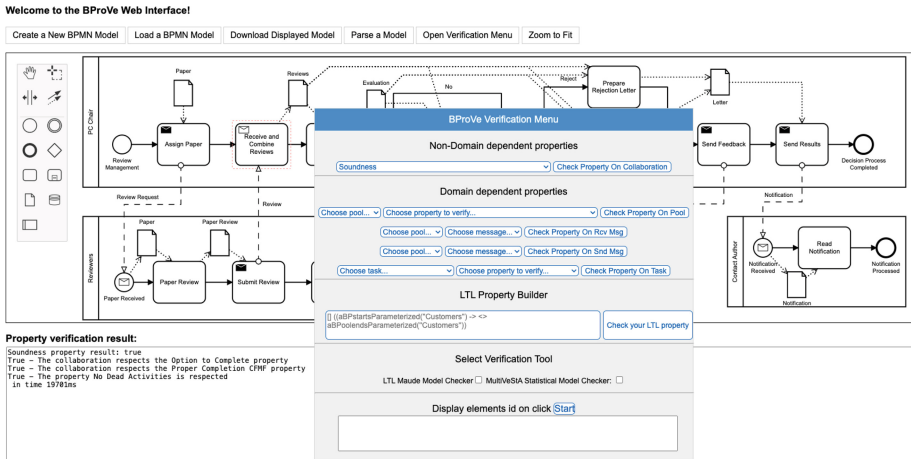 Welcome to the BProVe Web Interface!
Create a New BPMN Model
Load a BPMN Model
Download Displayed Model
Parse a Model
Open Verification Menu
Zoom to Fit
PC Chair
Review
Management
Paper
Assign Paper
Receive and
Combine
Reviews
Reviews
Evaluation
No
Reject
Prepare
Rejection Letter
Letter
Send Feedback
Send Results
Decision Process
Completed
Review Request
Review
Notification
Reviewers
Paper Received
Paper
Paper Review
Paper Review
Submit Review
Contact Author
Notification
Received
Read
Notification
Notification
Notification
Processed
BProVe Verification Menu
Non-Domain dependent properties
Soundness
Check Property On Collaboration
Domain dependent properties
Choose pool...
Choose property to verify...
Check Property On Pool
Choose pool...
Choose message...
Check Property On Rcv Msg
Choose pool...
Choose message...
Check Property On Snd Msg
Choose task...
Choose property to verify...
Check Property On Task
LTL Property Builder
[] ((aBPstartsParameterized("Customers") -> <>
aBPoolendsParameterized("Customers"))
Check your LTL property
Select Verification Tool
LTL Maude Model Checker
MultiVeStA Statistical Model Checker:
Display elements id on click Start
Property verification result:
Soundness property result: true
True – The collaboration respects the Option to Complete property
True – The collaboration respects the Proper Completion CFMF property
True – The property No Dead Activities is respected
in time 19701ms